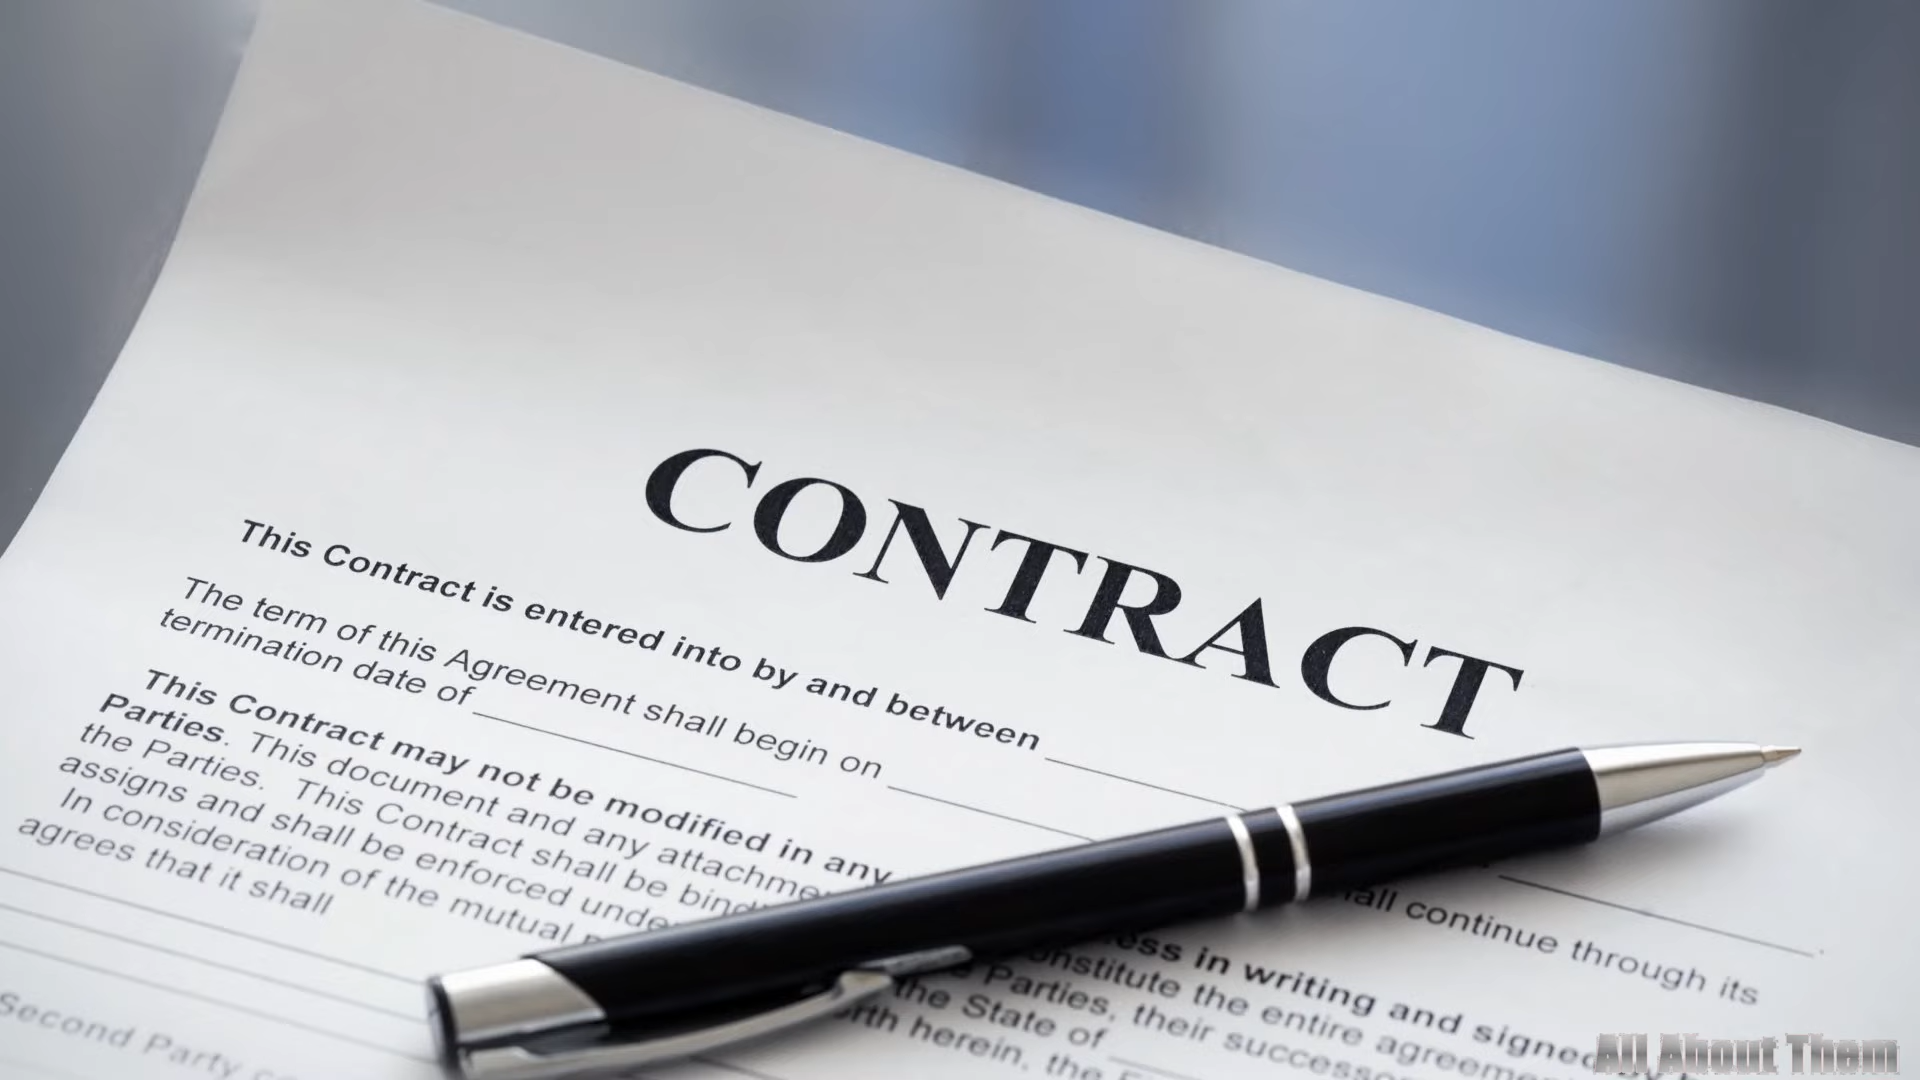 CONTRACT
This Contract is entered into by and between
The term of this Agreement shall begin on
hall continue through its
termination date of
This Contract may not be modified in any
ess in writing and signed
Parties. This document and any attachme
onstitute the entire agreemen
the Parties. This Contract shall be bind
Parties, their successo
assigns and shall be enforced unde
the State of
In consideration of the mutual
rth herein, the
agrees that it shall
Second Party
All About Them